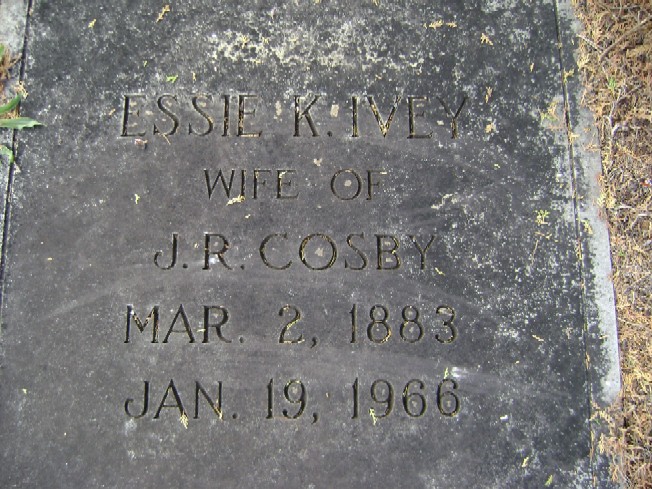 ESSIE K. IVEY
WIFE OF
J. R. COSBY
MAR. 2, 1883
JAN. 19, 1966